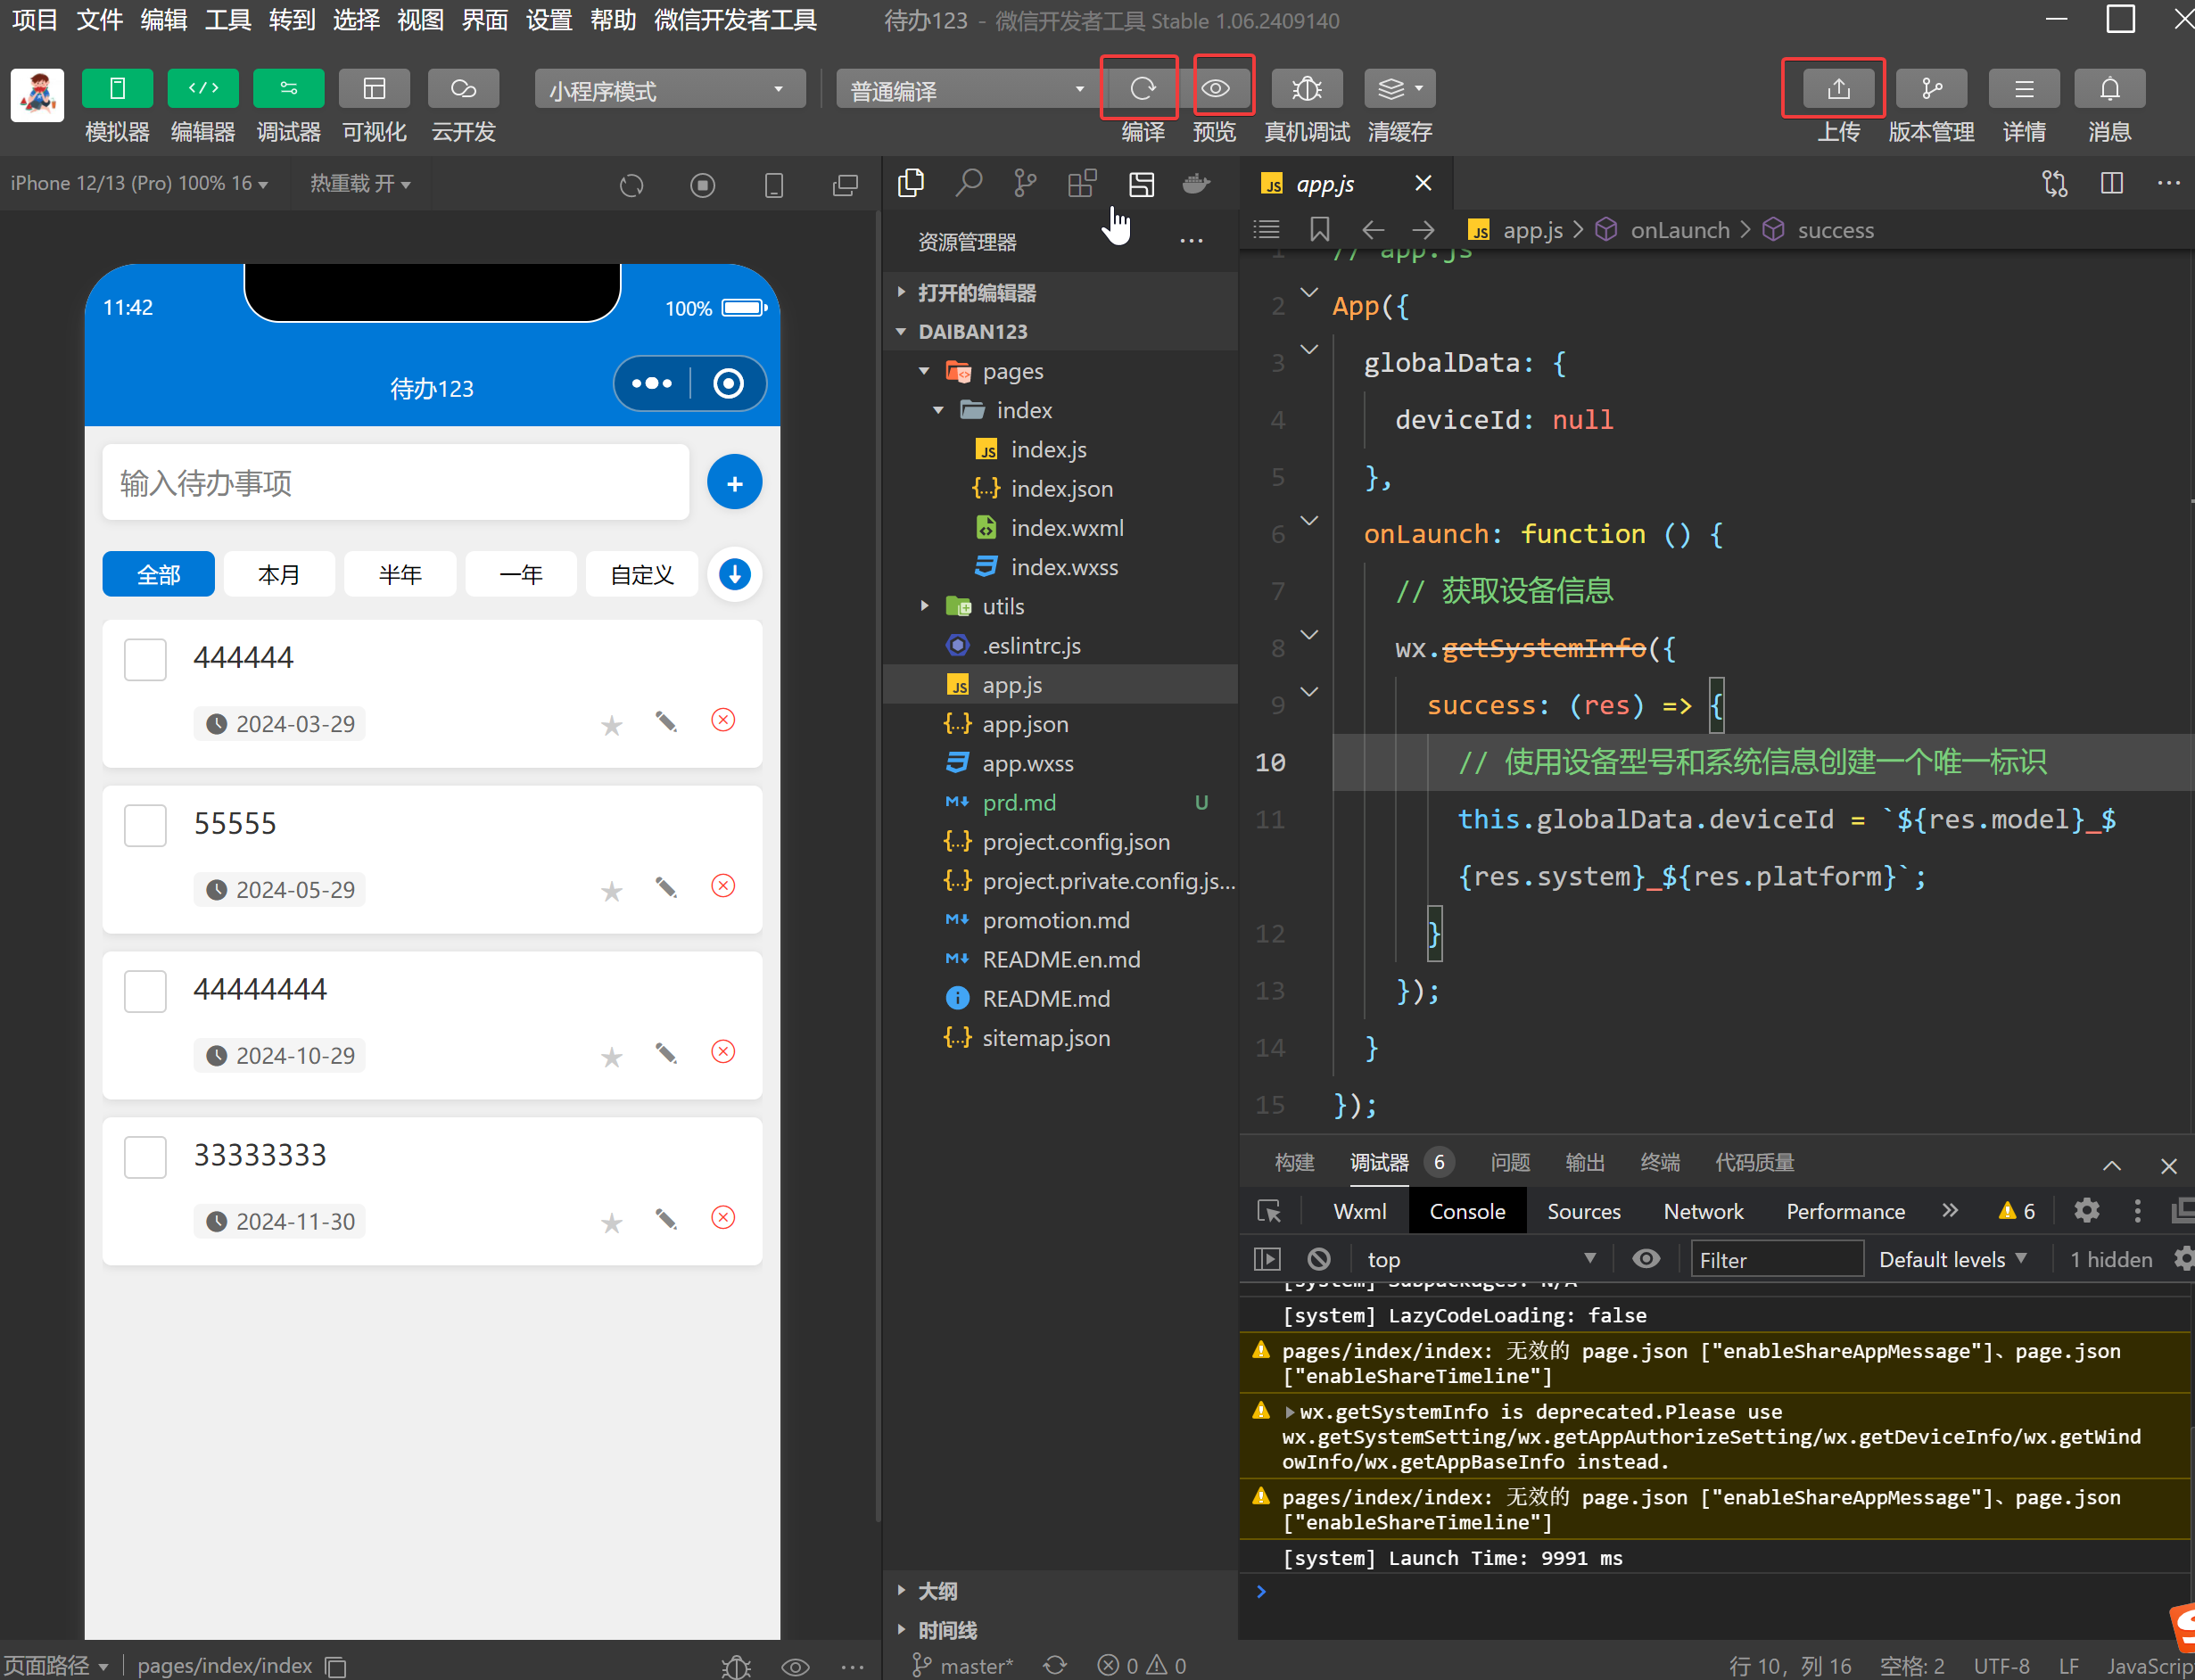 项目 文件 编辑 工具 转到 选择 视图 界面 设置 帮助 微信开发者工具 待办123 - 微信开发者工具 Stable 1.06.2409140
小程序模式 普通编译
模拟器 编辑器 调试器 可视化 云开发 编译 预览 真机调试 清缓存 上传 版本管理 详情 消息
iPhone 12/13 (Pro) 100% 16 热重载 开
11:42 100%
待办123
输入待办事项
+
全部 本月 半年 一年 自定义
444444
2024-03-29
55555
2024-05-29
44444444
2024-10-29
33333333
2024-11-30
页面路径 pages/index/index
资源管理器
打开的编辑器
DAIBAN123
pages
index
JS index.js
{..} index.json
index.wxml
index.wxss
utils
.eslintrc.js
JS app.js
{..} app.json
app.wxss
M↓ prd.md U
{..} project.config.json
{..} project.private.config.js...
M↓ promotion.md
M↓ README.en.md
README.md
{..} sitemap.json
大纲
时间线
master* 0 0
JS app.js
JS app.js > onLaunch > success
1 // app.js
2 App({
3 globalData: {
4 deviceId: null
5 },
6 onLaunch: function () {
7 // 获取设备信息
8 wx.getSystemInfo({
9 success: (res) => {
10 // 使用设备型号和系统信息创建一个唯一标识
11 this.globalData.deviceId = `${res.model}_$
{res.system}_${res.platform}`;
12 }
13 });
14 }
15 });
构建 调试器 6 问题 输出 终端 代码质量
Wxml Console Sources Network Performance 6
top Filter Default levels 1 hidden
[system] Subpackages: N/A
[system] LazyCodeLoading: false
pages/index/index: 无效的 page.json ["enableShareAppMessage"]、page.json
["enableShareTimeline"]
wx.getSystemInfo is deprecated.Please use
wx.getSystemSetting/wx.getAppAuthorizeSetting/wx.getDeviceInfo/wx.getWind
owInfo/wx.getAppBaseInfo instead.
pages/index/index: 无效的 page.json ["enableShareAppMessage"]、page.json
["enableShareTimeline"]
[system] Launch Time: 9991 ms
行 10，列 16 空格: 2 UTF-8 LF JavaScrip